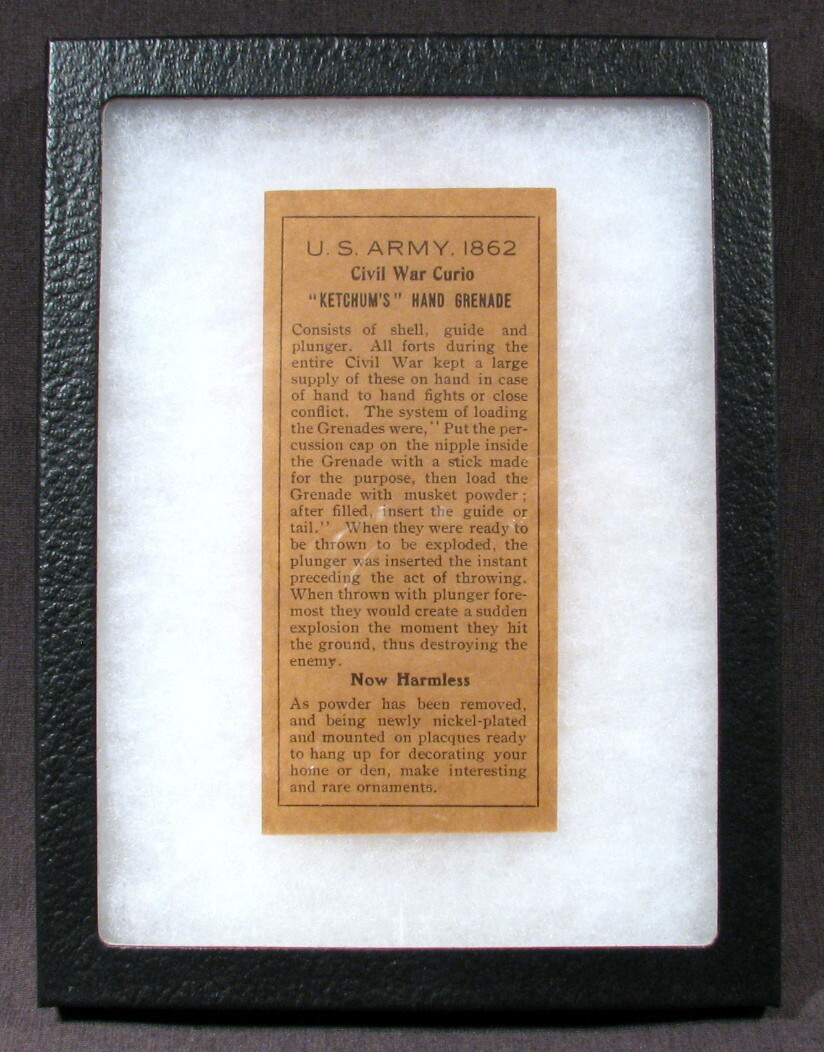 U. S. ARMY, 1862
Civil War Curio
"KETCHUM'S" HAND GRENADE
Consists of shell, guide and
plunger. All forts during the
entire Civil War kept a large
supply of these on hand in case
of hand to hand fights or close
conflict. The system of loading
the Grenades were, "Put the per-
cussion cap on the nipple inside
the Grenade with a stick made
for the purpose, then load the
Grenade with musket powder;
after filled, insert the guide or
tail." When they were ready to
be thrown to be exploded, the
plunger was inserted the instant
preceding the act of throwing.
When thrown with plunger fore-
most they would create a sudden
explosion the moment they hit
the ground, thus destroying the
enemy.
Now Harmless
As powder has been removed,
and being newly nickel-plated
and mounted on placques ready
to hang up for decorating your
home or den, make interesting
and rare ornaments.